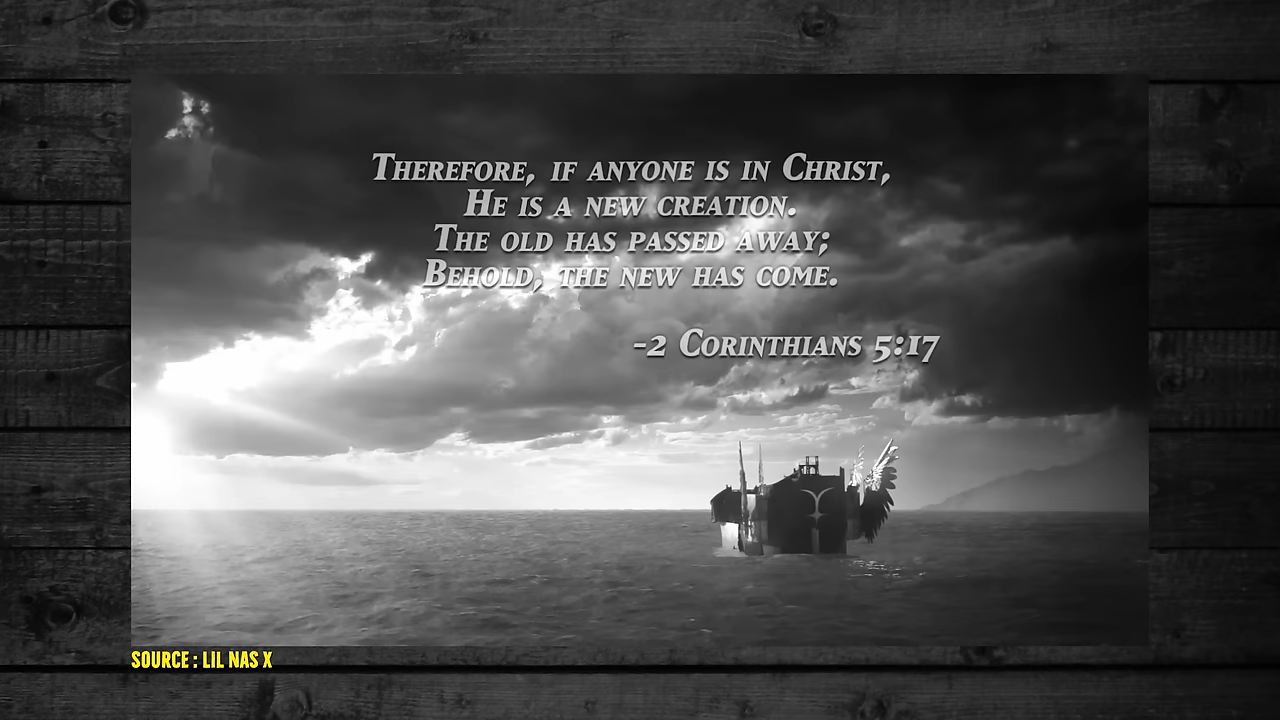 Therefore, if anyone is in Christ,
He is a new creation.
The old has passed away;
Behold, the new has come.
-2 Corinthians 5:17
SOURCE : LIL NAS X